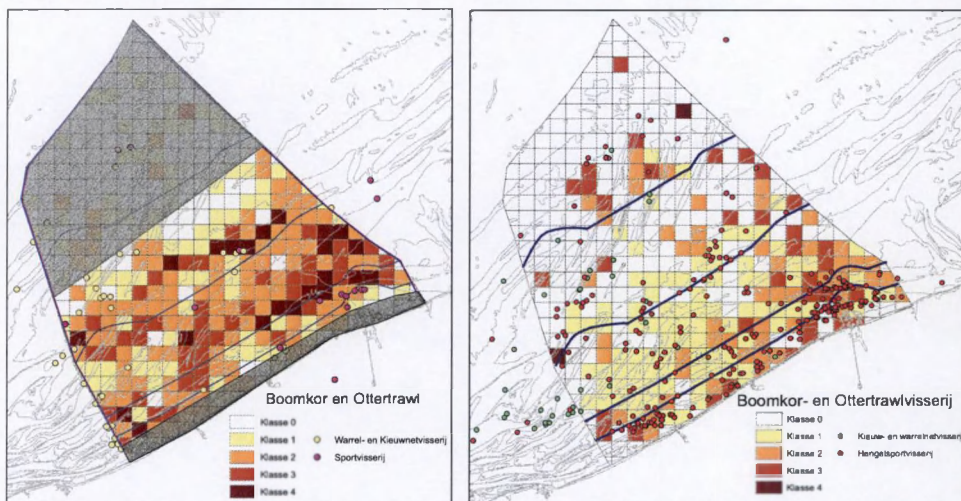 Boomkor en Ottertrawl
Klasse 0
Klasse 1
Klasse 2
Klasse 3
Klasse 4
Warrel- en Kieuwnetvisserij
Sportvisserij
Boomkor- en Ottertrawlvisserij
Klasse 0
Klasse 1
Klasse 2
Klasse 3
Klasse 4
Kieuw- en warrelnetvisserij
Hengelsportvisserij